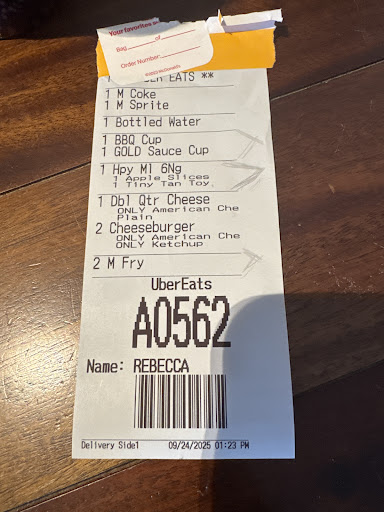 Your favorites
Bag of
Order Number:
©2023 McDonald's
EATS **
1 M Coke
1 M Sprite
1 Bottled Water
1 BBQ Cup
1 GOLD Sauce Cup
1 Hpy Ml 6Ng
1 Apple Slices
1 Tiny Tan Toy
1 Dbl Qtr Cheese
ONLY American Che
Plain
2 Cheeseburger
ONLY American Che
ONLY Ketchup
2 M Fry
UberEats
A0562
Name: REBECCA
Delivery Side1 09/24/2025 01:23 PM